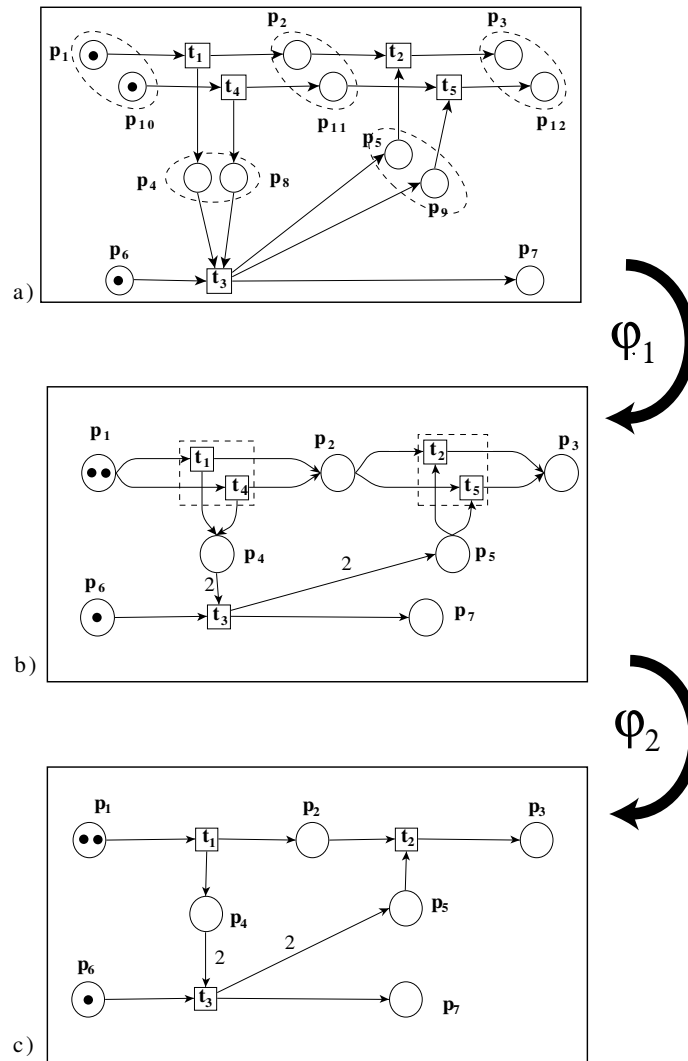 p2 p3
p1 t1 t2
t4 t5
p10 p11 p12
p5
p4 p8
p9
p6 p7
t3
a)
φ1
p1 p2 p3
t1 t2
t4 t5
p4 p5
2
p6 2
t3 p7
b)
φ2
p1 p2 p3
t1 t2
p4 p5
2
2
p6
t3 p7
c)